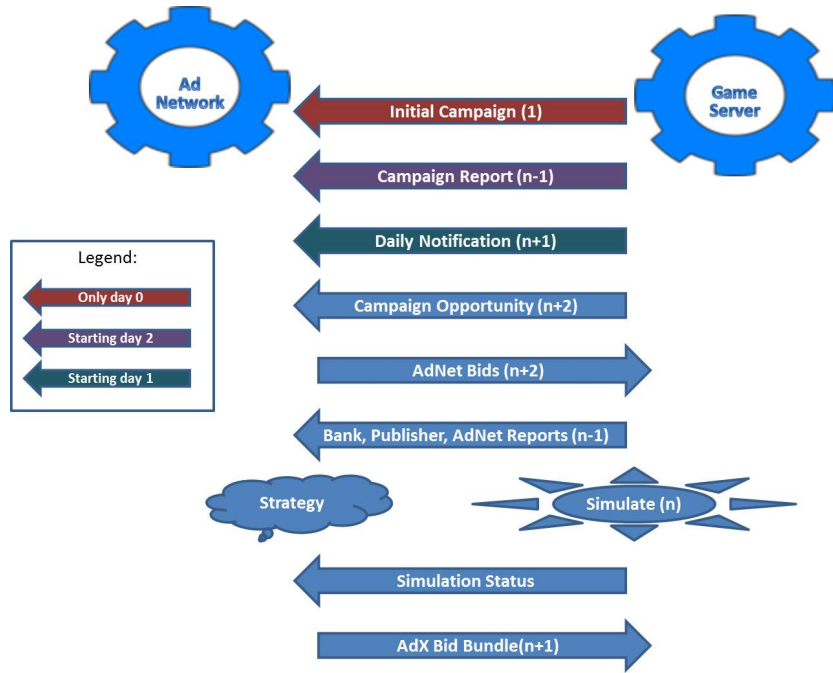 Ad
Network
Game
Server
Initial Campaign (1)
Campaign Report (n-1)
Daily Notification (n+1)
Legend:
Only day 0
Starting day 2
Starting day 1
Campaign Opportunity (n+2)
AdNet Bids (n+2)
Bank, Publisher, AdNet Reports (n-1)
Strategy
Simulate (n)
Simulation Status
AdX Bid Bundle(n+1)